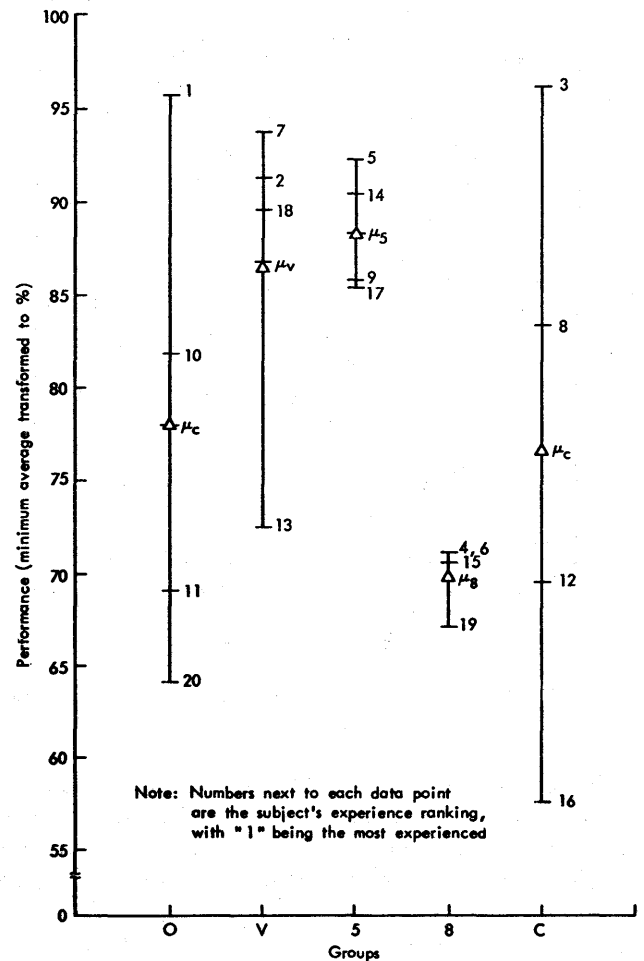 100
95
90
85
80
75
70
65
60
55
0
Performance (minimum average transformed to %)
1
10
μc
11
20
7
2
18
μv
13
5
14
μ5
9
17
4, 6
15
μ8
19
3
8
μc
12
16
Note: Numbers next to each data point
are the subject's experience ranking,
with "1" being the most experienced
O
V
5
8
C
Groups